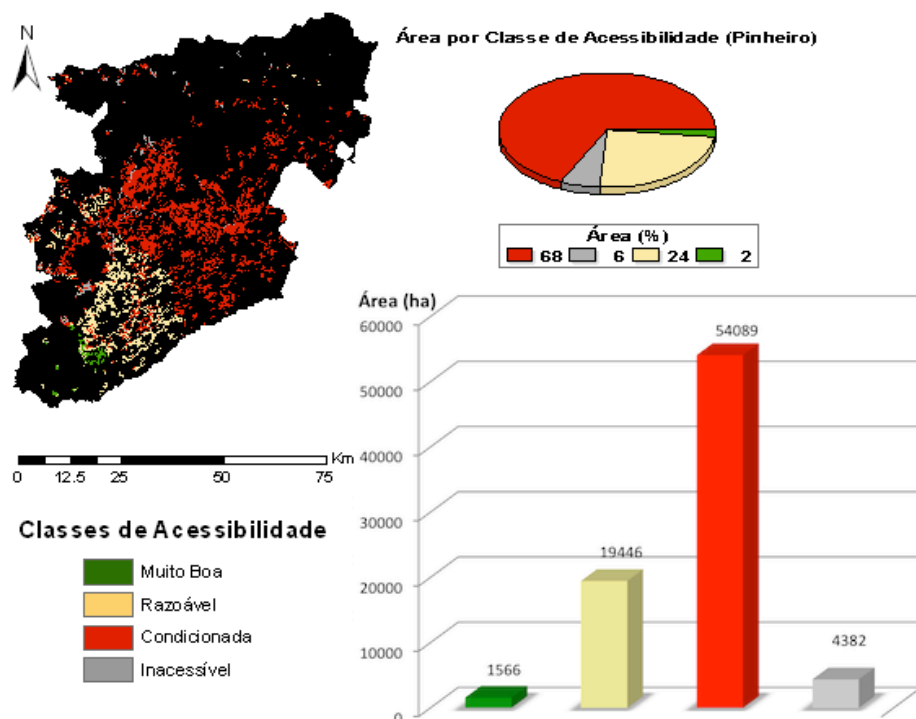 N
Área por Classe de Acessibilidade (Pinheiro)
Área (%)
68 6 24 2
Km
0 12.5 25 50 75
Classes de Acessibilidade
Muito Boa
Razoável
Condicionada
Inacessível
Área (ha)
60000
50000
40000
30000
20000
10000
0
1566
19446
54089
4382